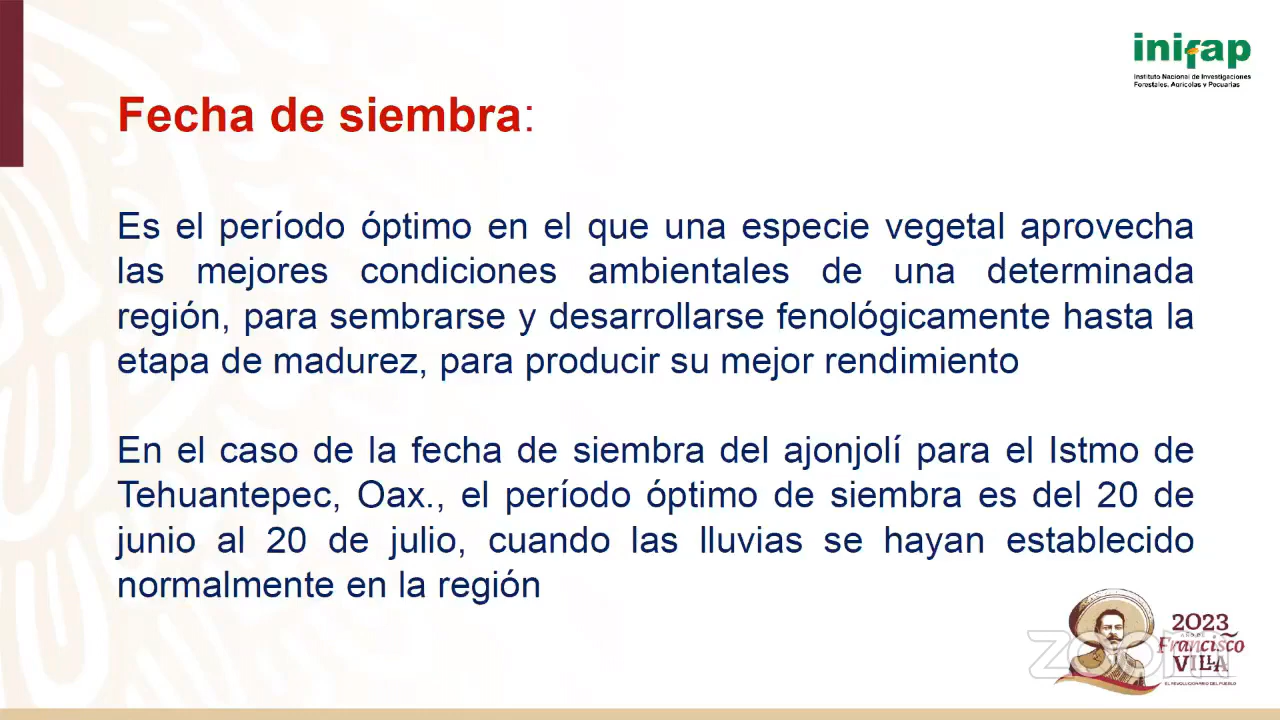 inifap
Instituto Nacional de Investigaciones
Forestales, Agrícolas y Pecuarias
Fecha de siembra:
Es el período óptimo en el que una especie vegetal aprovecha
las mejores condiciones ambientales de una determinada
región, para sembrarse y desarrollarse fenológicamente hasta la
etapa de madurez, para producir su mejor rendimiento
En el caso de la fecha de siembra del ajonjolí para el Istmo de
Tehuantepec, Oax., el período óptimo de siembra es del 20 de
junio al 20 de julio, cuando las lluvias se hayan establecido
normalmente en la región
2023
AÑO DE
Francisco
VILLA
EL REVOLUCIONARIO DEL PUEBLO
zoom